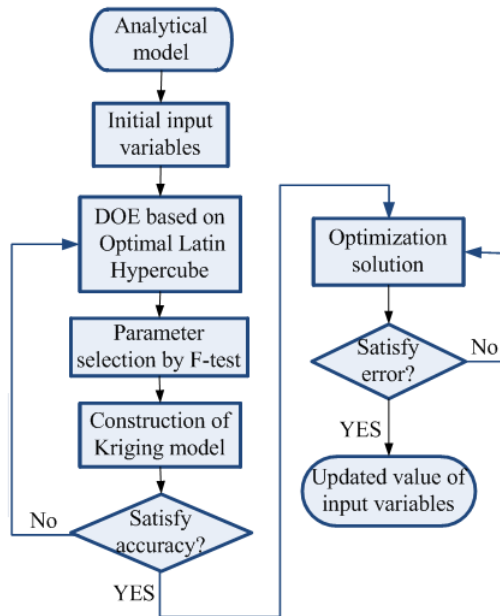 Analytical
model
Initial input
variables
DOE based on
Optimal Latin
Hypercube
Parameter
selection by F-test
Construction of
Kriging model
Satisfy
accuracy?
No
YES
Optimization
solution
Satisfy
error?
No
YES
Updated value of
input variables